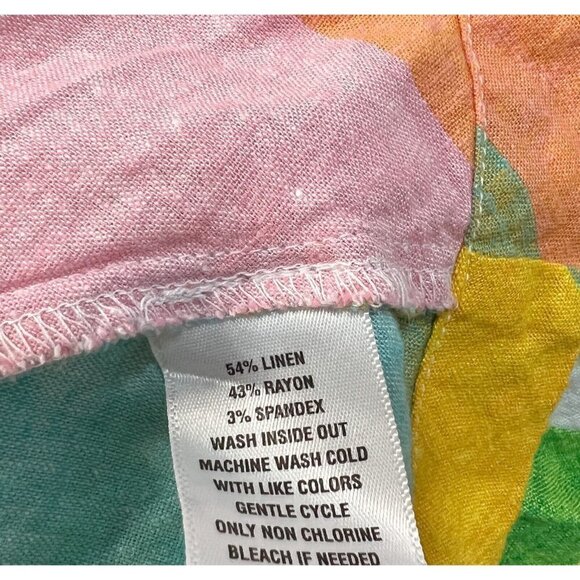 54% LINEN
43% RAYON
3% SPANDEX
WASH INSIDE OUT
MACHINE WASH COLD
WITH LIKE COLORS
GENTLE CYCLE
ONLY NON CHLORINE
BLEACH IF NEEDED